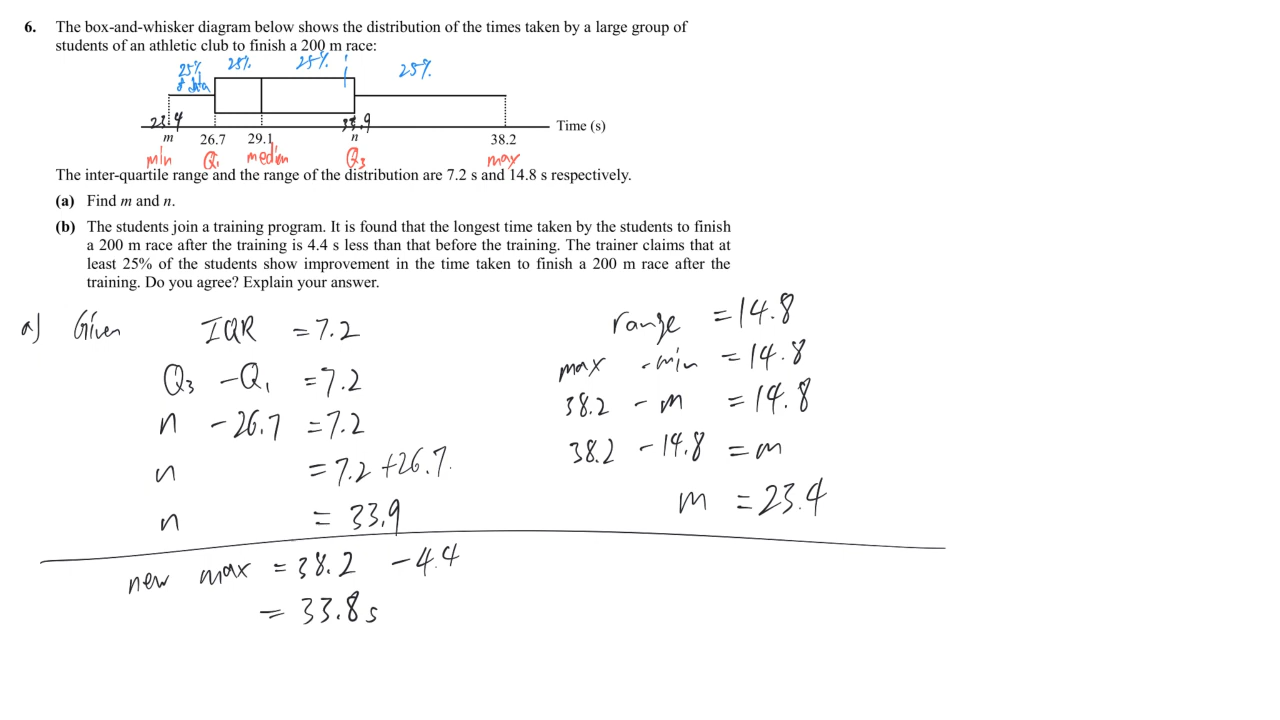 6. The box-and-whisker diagram below shows the distribution of the times taken by a large group of
students of an athletic club to finish a 200 m race:
25% of data 25% 25% 25%
23.4 33.9 Time (s)
m 26.7 29.1 n 38.2
min Q1 median Q3 max
The inter-quartile range and the range of the distribution are 7.2 s and 14.8 s respectively.
(a) Find m and n.
(b) The students join a training program. It is found that the longest time taken by the students to finish
a 200 m race after the training is 4.4 s less than that before the training. The trainer claims that at
least 25% of the students show improvement in the time taken to finish a 200 m race after the
training. Do you agree? Explain your answer.
a) Given IQR = 7.2
Q3 - Q1 = 7.2
n - 26.7 = 7.2
n = 7.2 + 26.7
n = 33.9
range = 14.8
max - min = 14.8
38.2 - m = 14.8
38.2 - 14.8 = m
m = 23.4
new max = 38.2 - 4.4
= 33.8 s